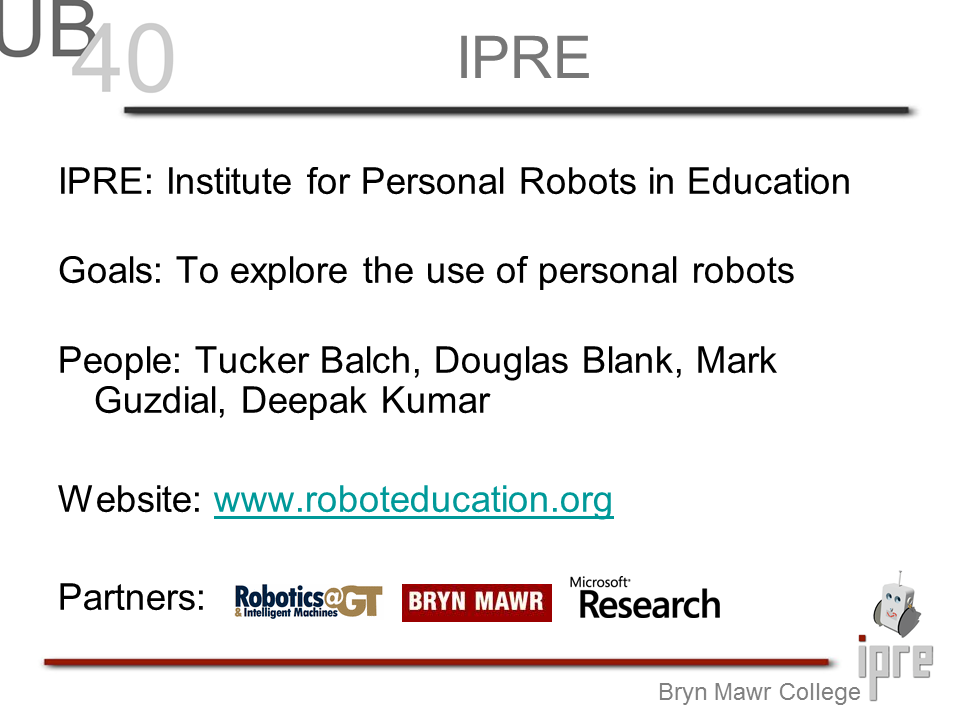 UB
40
IPRE
IPRE: Institute for Personal Robots in Education
Goals: To explore the use of personal robots
People: Tucker Balch, Douglas Blank, Mark
Guzdial, Deepak Kumar
Website: www.roboteducation.org
Partners:
Robotics@GT
& Intelligent Machines
BRYN MAWR
Microsoft
Research
ipre
Bryn Mawr College